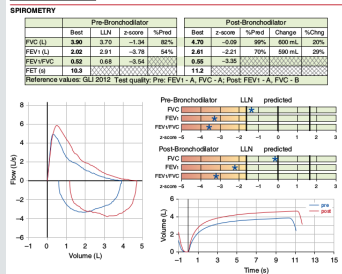 SPIROMETRY
Pre-Bronchodilator Post-Bronchodilator
Best LLN z-score %Pred Best z-score %Pred Change %Chng
FVC (L) 3.90 3.70 −1.34 82% 4.70 −0.09 99% 800 mL 20%
FEV1 (L) 2.02 2.91 −3.78 54% 2.61 −2.21 70% 590 mL 29%
FEV1/FVC 0.52 0.68 −3.54 0.55 −3.35
FET (s) 10.3 11.2
Reference values: GLI 2012 Test quality: Pre: FEV1 - A, FVC - A; Post: FEV1 - A, FVC - B
Pre-Bronchodilator LLN predicted
FVC
FEV1
FEV1/FVC
z-score −5 −4 −3 −2 −1 0 1 2 3
Post-Bronchodilator LLN predicted
FVC
FEV1
FEV1/FVC
z-score −5 −4 −3 −2 −1 0 1 2 3
Flow (L/s)
8
6
4
2
0
−2
−4
−6
−1 0 1 2 3 4 5
Volume (L)
Volume (L)
6
4
2
0
pre
post
−1 1 3 5 7 9 11 13 15
Time (s)